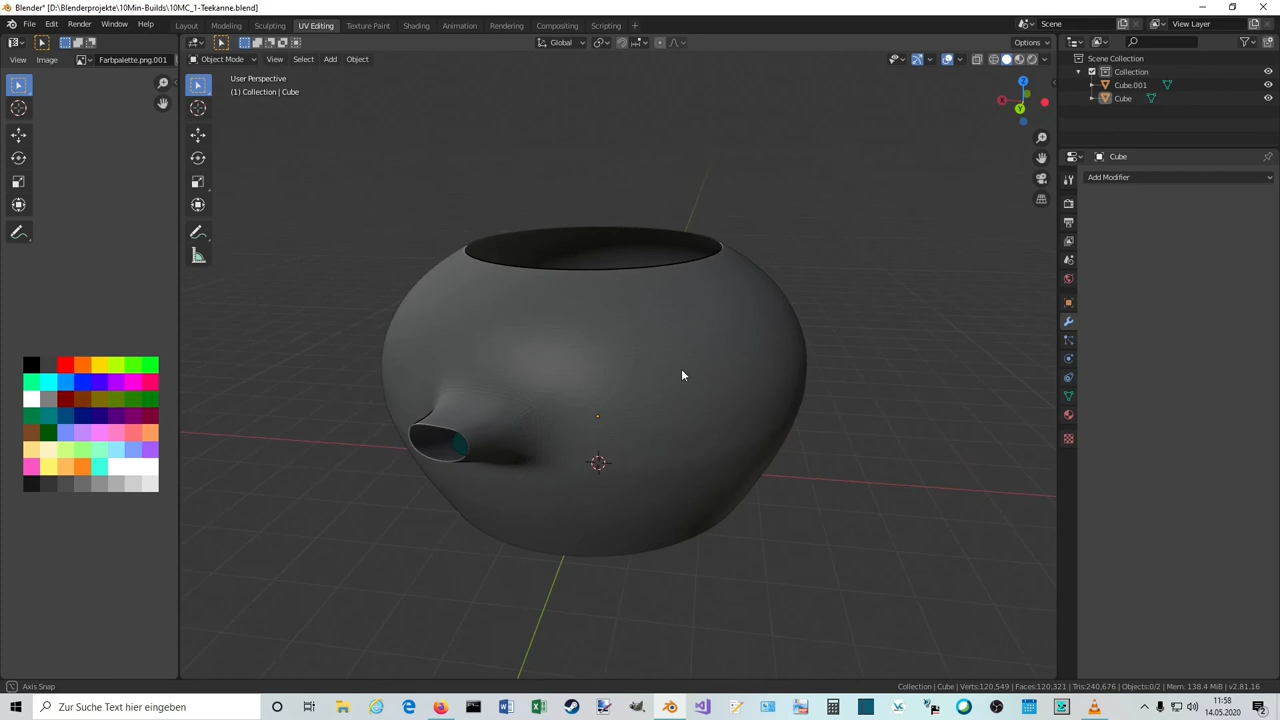 Blender* [D:\Blenderprojekte\10Min-Builds\10MC_1-Teekanne.blend]
File Edit Render Window Help Layout Modeling Sculpting UV Editing Texture Paint Shading Animation Rendering Compositing Scripting Scene View Layer
Global Options
View Image Farbpalette.png.001 Object Mode View Select Add Object
Scene Collection
Collection
Cube.001
Cube
User Perspective
(1) Collection | Cube
X Y Z
Cube
Add Modifier
Axis Snap
Collection | Cube | Verts:120,549 | Faces:120,321 | Tris:240,676 | Objects:0/2 | Mem: 138.4 MiB | v2.81.16
Zur Suche hier eingeben
11:58
14.05.2020
2